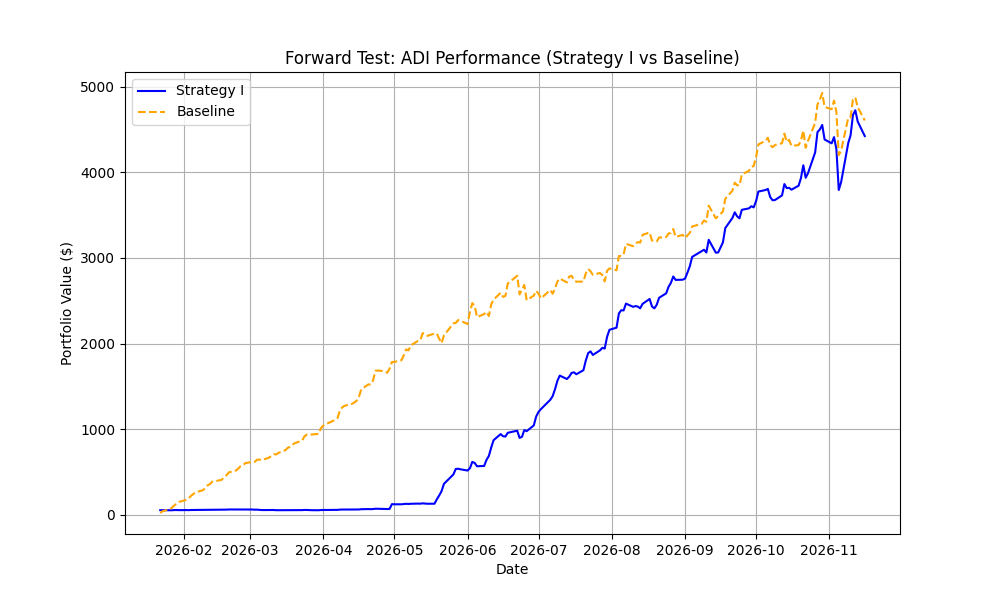 Forward Test: ADI Performance (Strategy I vs Baseline)
Strategy I
Baseline
Portfolio Value ($)
5000
4000
3000
2000
1000
0
2026-02 2026-03 2026-04 2026-05 2026-06 2026-07 2026-08 2026-09 2026-10 2026-11
Date